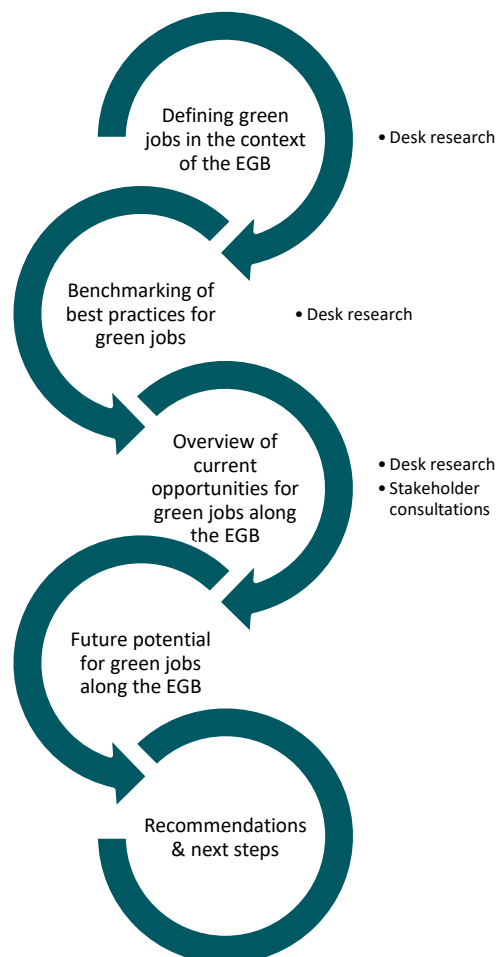 Defining green
jobs in the context
of the EGB
• Desk research
Benchmarking of
best practices for
green jobs
• Desk research
Overview of
current
opportunities for
green jobs along
the EGB
• Desk research
• Stakeholder
consultations
Future potential
for green jobs
along the EGB
Recommendations
& next steps